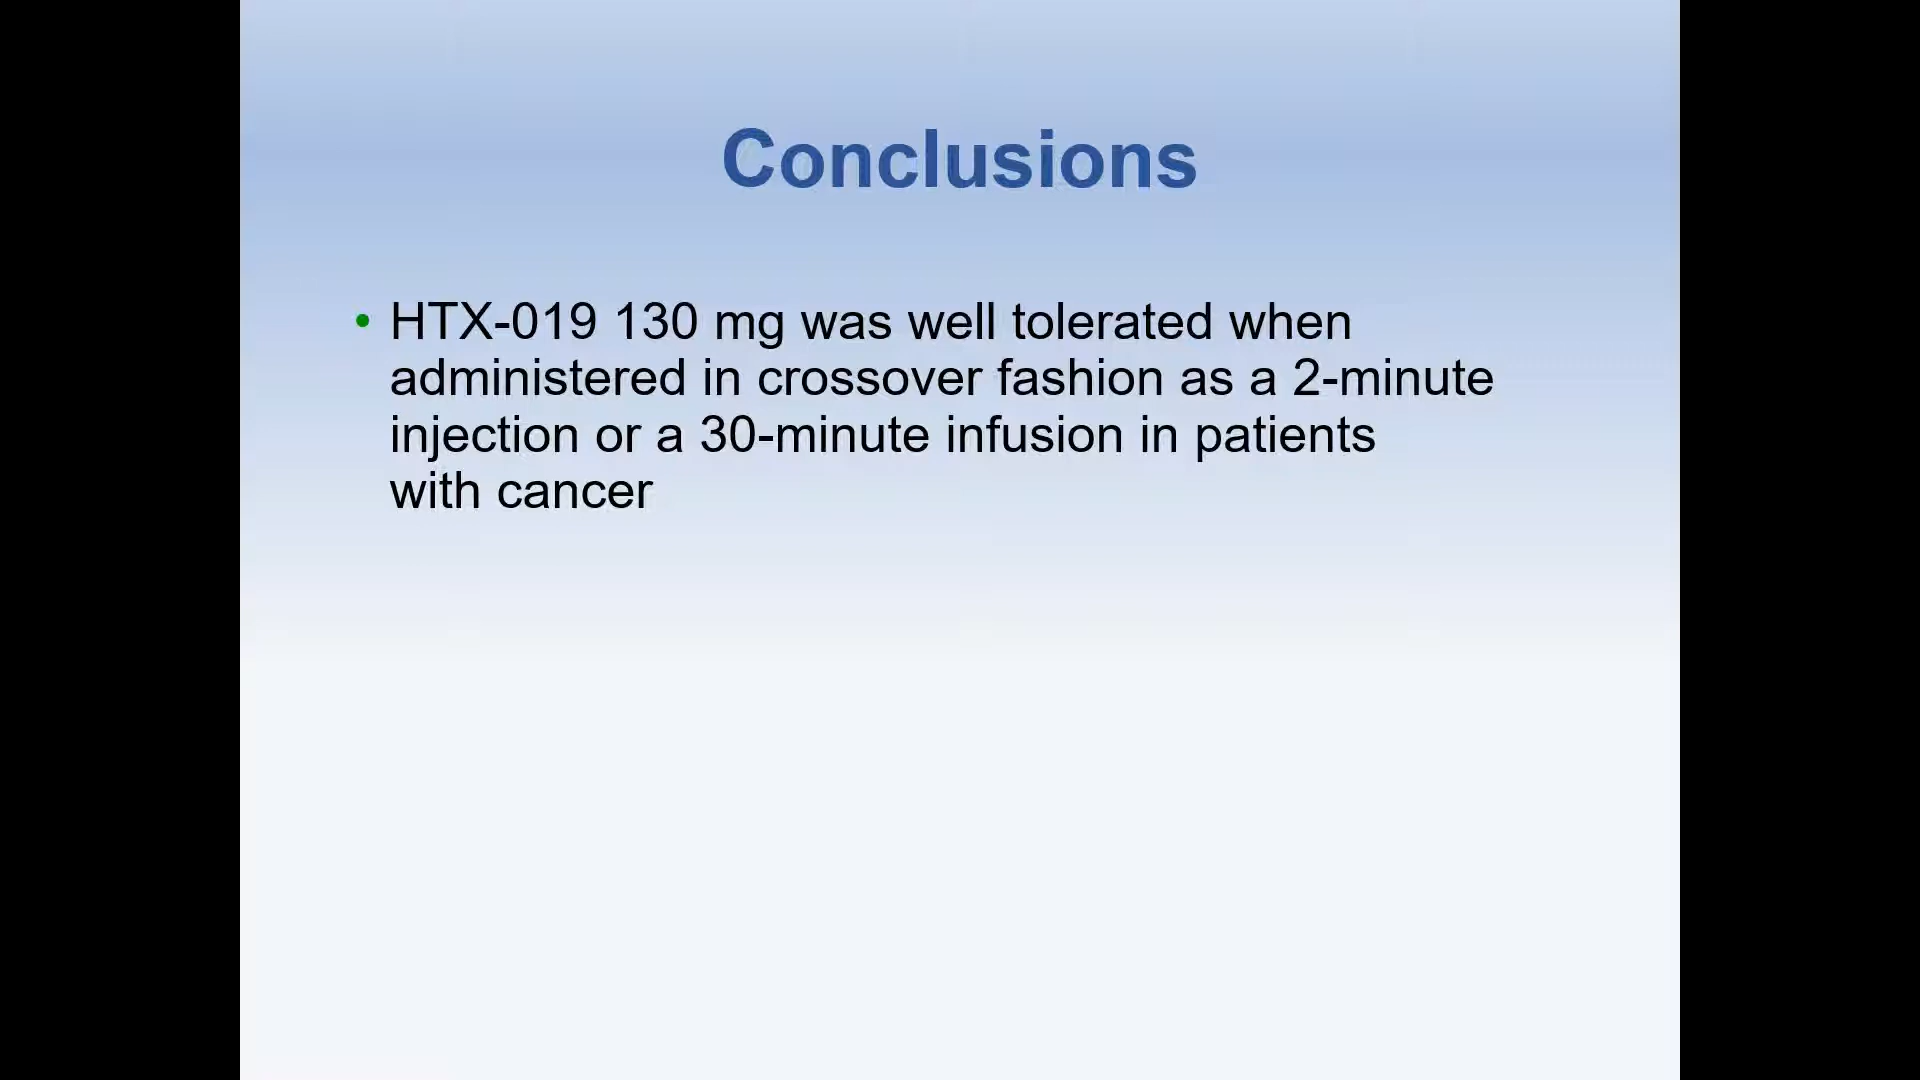 Conclusions
• HTX-019 130 mg was well tolerated when
administered in crossover fashion as a 2-minute
injection or a 30-minute infusion in patients
with cancer